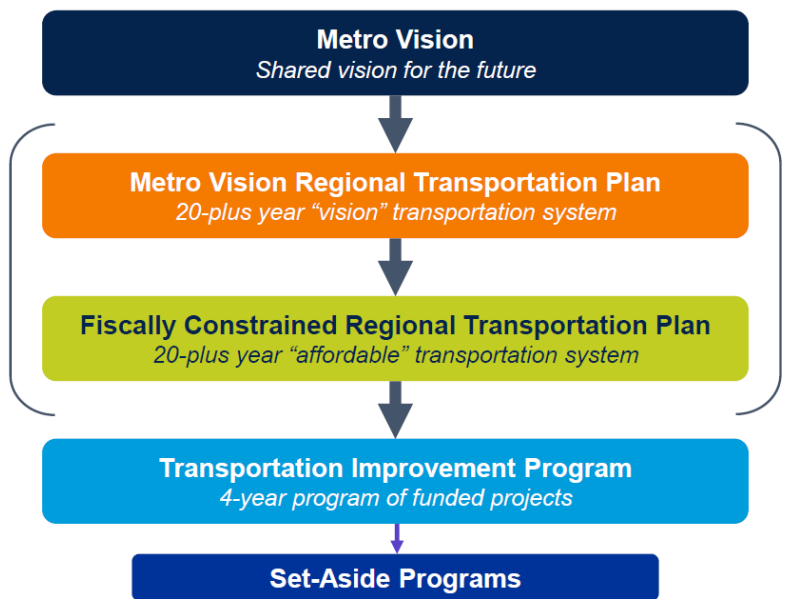 Metro Vision
Shared vision for the future
Metro Vision Regional Transportation Plan
20-plus year “vision” transportation system
Fiscally Constrained Regional Transportation Plan
20-plus year “affordable” transportation system
Transportation Improvement Program
4-year program of funded projects
Set-Aside Programs